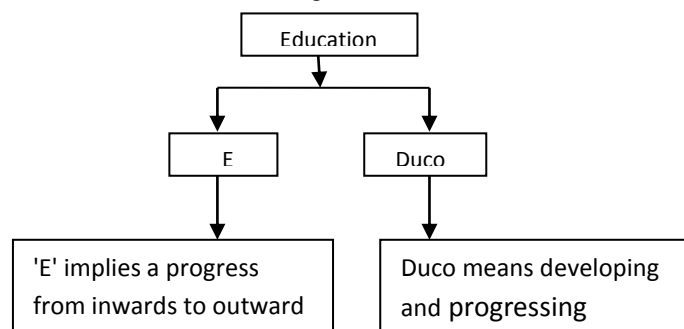 Education
E
Duco
'E' implies a progress
from inwards to outward
Duco means developing
and progressing